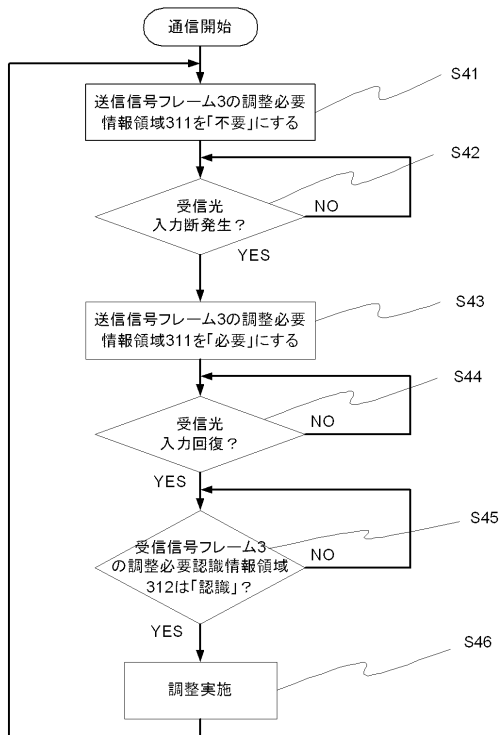 通信開始
送信信号フレーム3の調整必要
情報領域311を「不要」にする
S41
S42
受信光
入力断発生？
NO
YES
送信信号フレーム3の調整必要
情報領域311を「必要」にする
S43
S44
受信光
入力回復？
NO
YES
S45
受信信号フレーム3
の調整必要認識情報領域
312は「認識」？
NO
YES
S46
調整実施